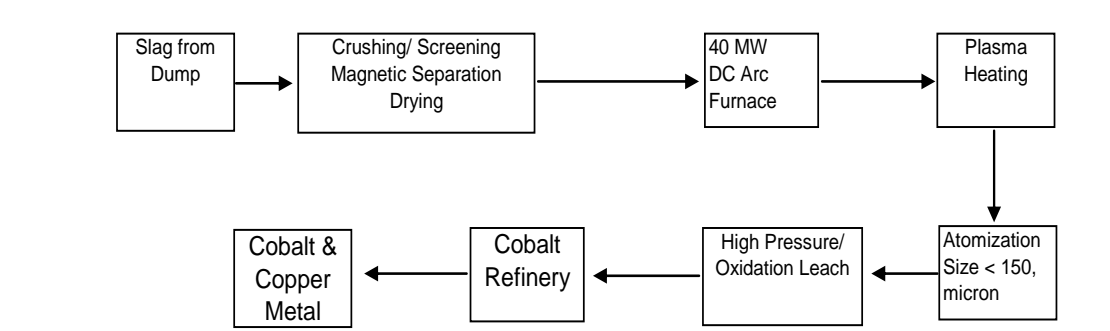 Slag from
Dump
Crushing/ Screening
Magnetic Separation
Drying
40 MW
DC Arc
Furnace
Plasma
Heating
Atomization
Size < 150,
micron
High Pressure/
Oxidation Leach
Cobalt
Refinery
Cobalt &
Copper
Metal